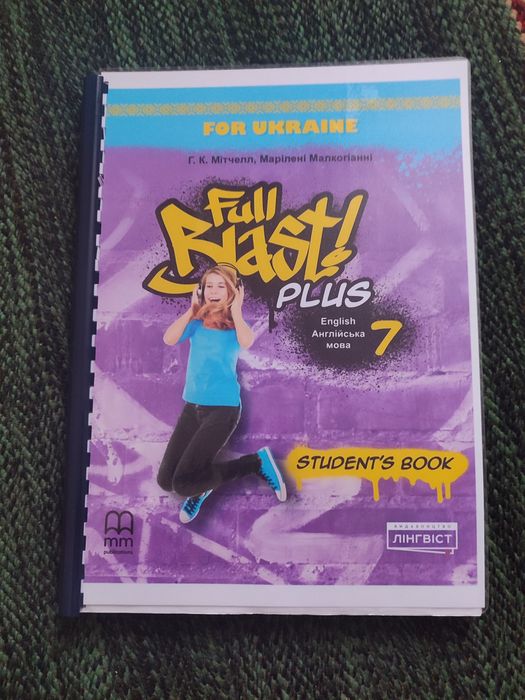 FOR UKRAINE
Г. К. Мітчелл, Марілені Малкогіанні
Full
Blast!
PLUS
English
Англійська
мова
7
STUDENT'S BOOK
mm
publications
ВИДАВНИЦТВО
ЛІНГВІСТ